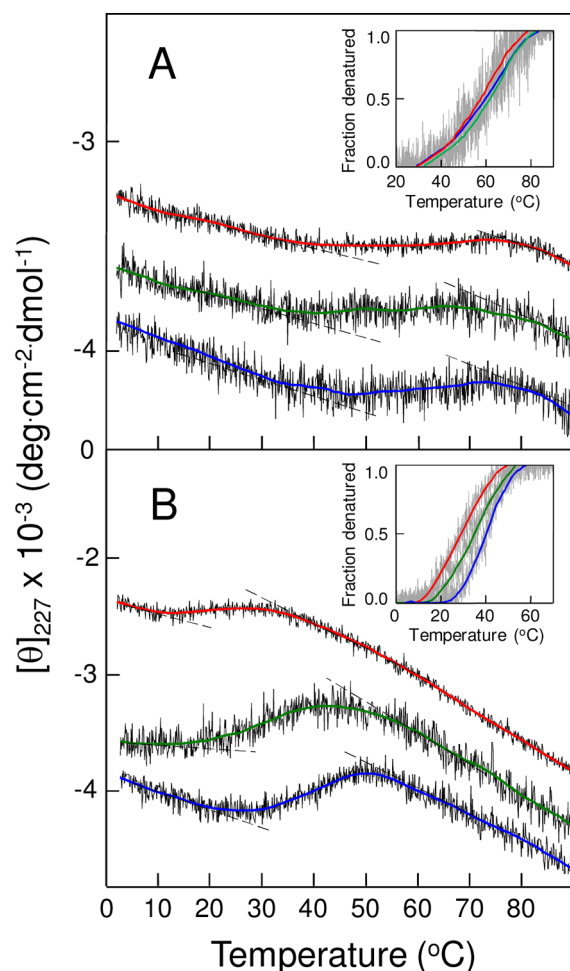 A
Fraction denatured
1.0
0.5
0.0
20 40 60 80
Temperature (°C)
-3
-4
0
[θ]227 x 10-3 (deg·cm-2·dmol-1)
B
Fraction denatured
1.0
0.5
0.0
0 20 40 60
Temperature (°C)
-2
-3
-4
0 10 20 30 40 50 60 70 80
Temperature (°C)